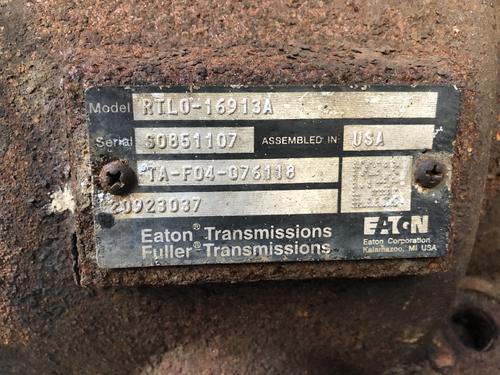 Model RTLO-16913A
Serial S0851107 ASSEMBLED IN USA
TA-F04-076118
20923037
Eaton® Transmissions
Fuller® Transmissions
EATON
Eaton Corporation
Kalamazoo, MI USA